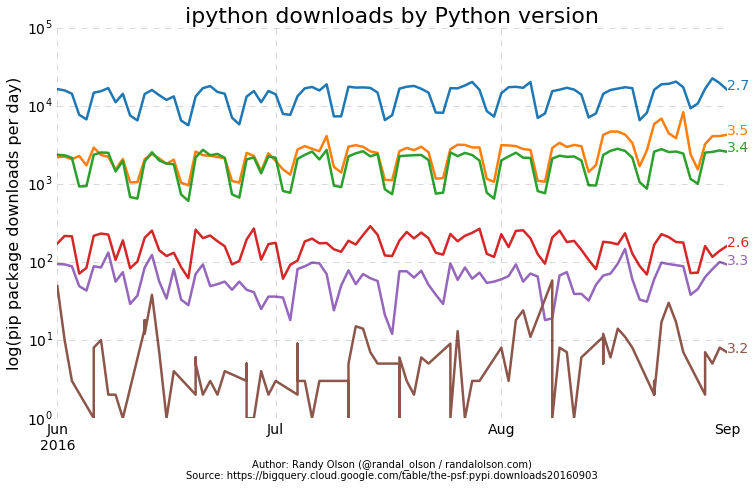 ipython downloads by Python version
log(pip package downloads per day)
10^5
10^4
10^3
10^2
10^1
10^0
2.7
3.5
3.4
2.6
3.3
3.2
Jun
2016
Jul
Aug
Sep
Author: Randy Olson (@randal_olson / randalolson.com)
Source: https://bigquery.cloud.google.com/table/the-psf:pypi.downloads20160903